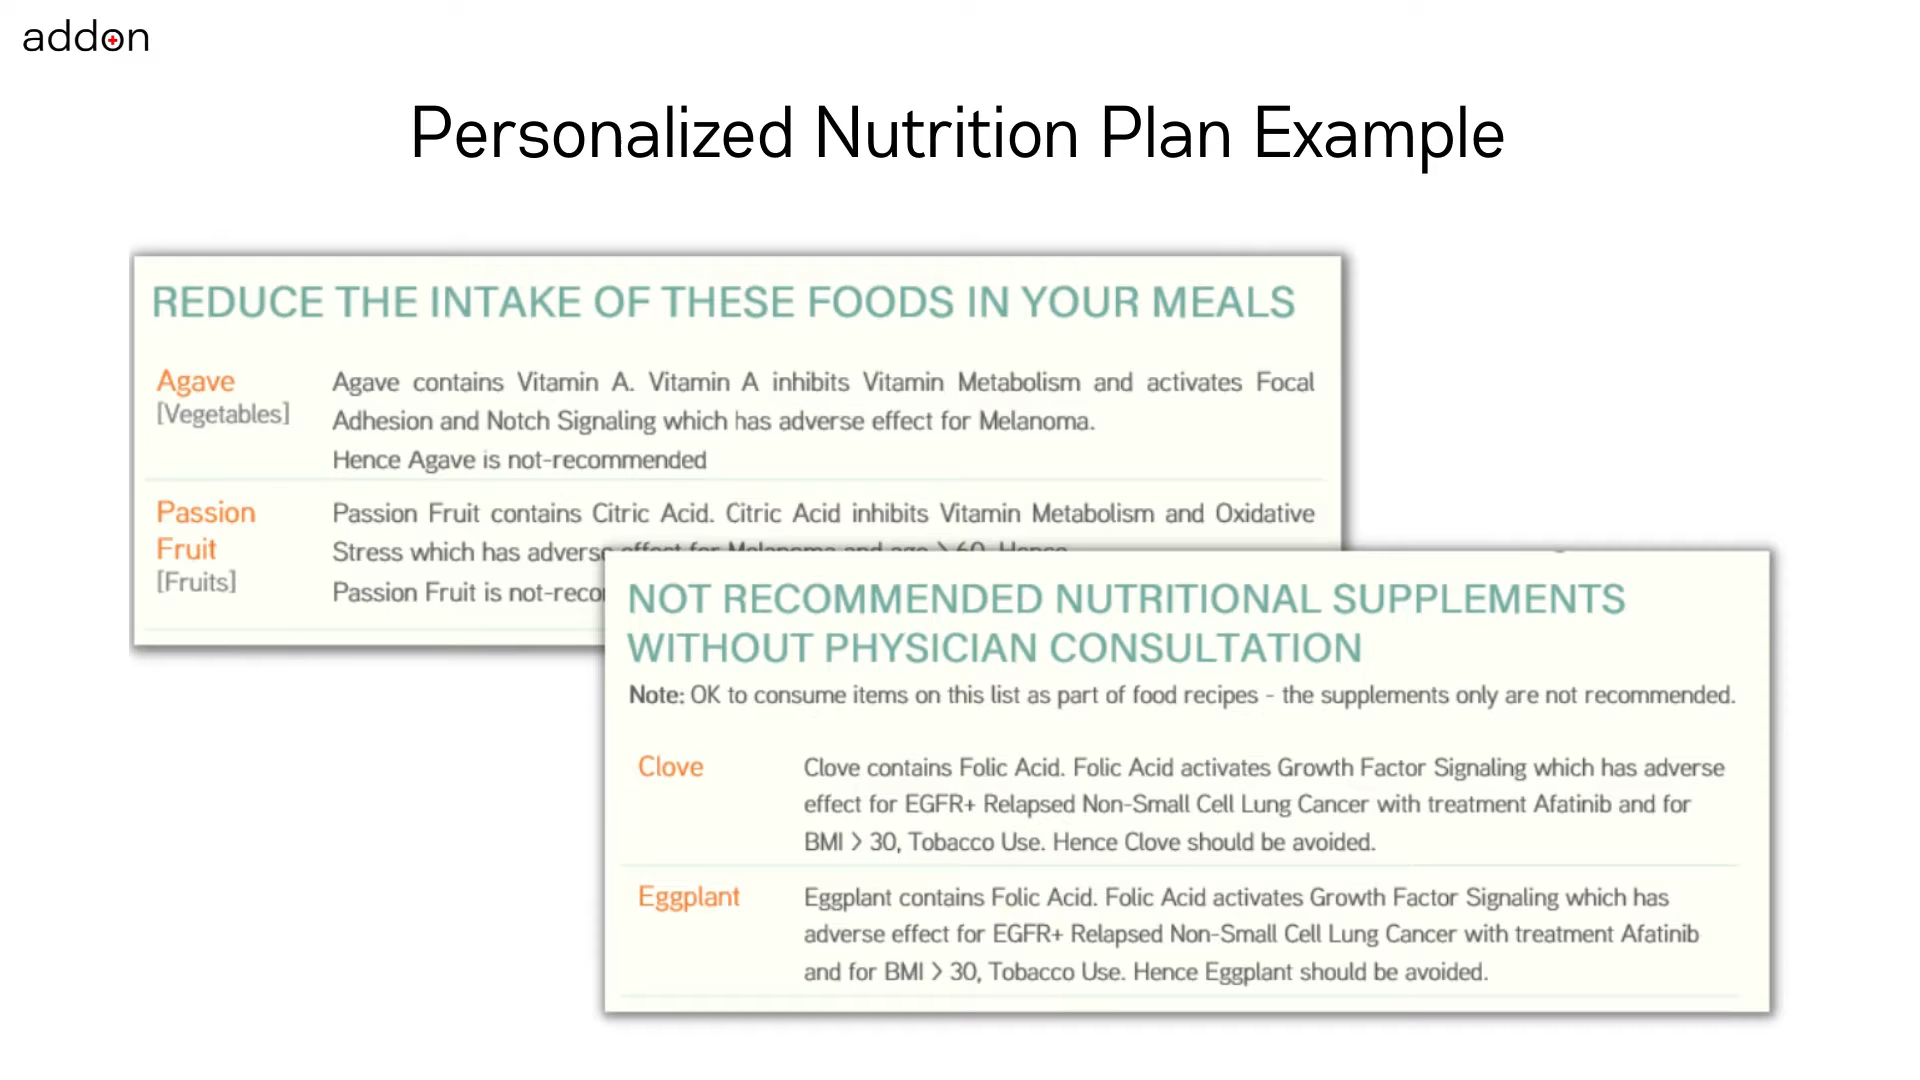 addon
Personalized Nutrition Plan Example
REDUCE THE INTAKE OF THESE FOODS IN YOUR MEALS
Agave
[Vegetables]
Agave contains Vitamin A. Vitamin A inhibits Vitamin Metabolism and activates Focal
Adhesion and Notch Signaling which has adverse effect for Melanoma.
Hence Agave is not-recommended
Passion
Fruit
[Fruits]
Passion Fruit contains Citric Acid. Citric Acid inhibits Vitamin Metabolism and Oxidative
Stress which has adverse effect for Melanoma and age > 60. Hence
Passion Fruit is
NOT RECOMMENDED NUTRITIONAL SUPPLEMENTS
WITHOUT PHYSICIAN CONSULTATION
Note: OK to consume items on this list as part of food recipes - the supplements only are not recommended.
Clove
Clove contains Folic Acid. Folic Acid activates Growth Factor Signaling which has adverse
effect for EGFR+ Relapsed Non-Small Cell Lung Cancer with treatment Afatinib and for
BMI > 30, Tobacco Use. Hence Clove should be avoided.
Eggplant
Eggplant contains Folic Acid. Folic Acid activates Growth Factor Signaling which has
adverse effect for EGFR+ Relapsed Non-Small Cell Lung Cancer with treatment Afatinib
and for BMI > 30, Tobacco Use. Hence Eggplant should be avoided.